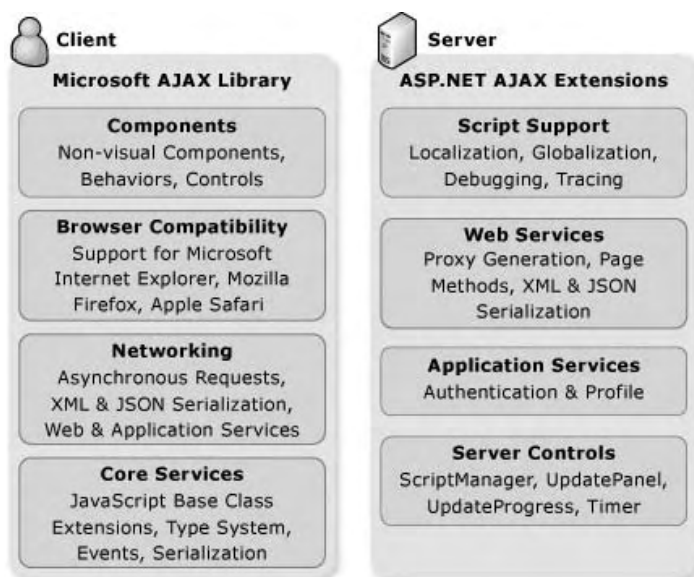 Client
Microsoft AJAX Library
Components
Non-visual Components,
Behaviors, Controls
Browser Compatibility
Support for Microsoft
Internet Explorer, Mozilla
Firefox, Apple Safari
Networking
Asynchronous Requests,
XML & JSON Serialization,
Web & Application Services
Core Services
JavaScript Base Class
Extensions, Type System,
Events, Serialization
Server
ASP.NET AJAX Extensions
Script Support
Localization, Globalization,
Debugging, Tracing
Web Services
Proxy Generation, Page
Methods, XML & JSON
Serialization
Application Services
Authentication & Profile
Server Controls
ScriptManager, UpdatePanel,
UpdateProgress, Timer